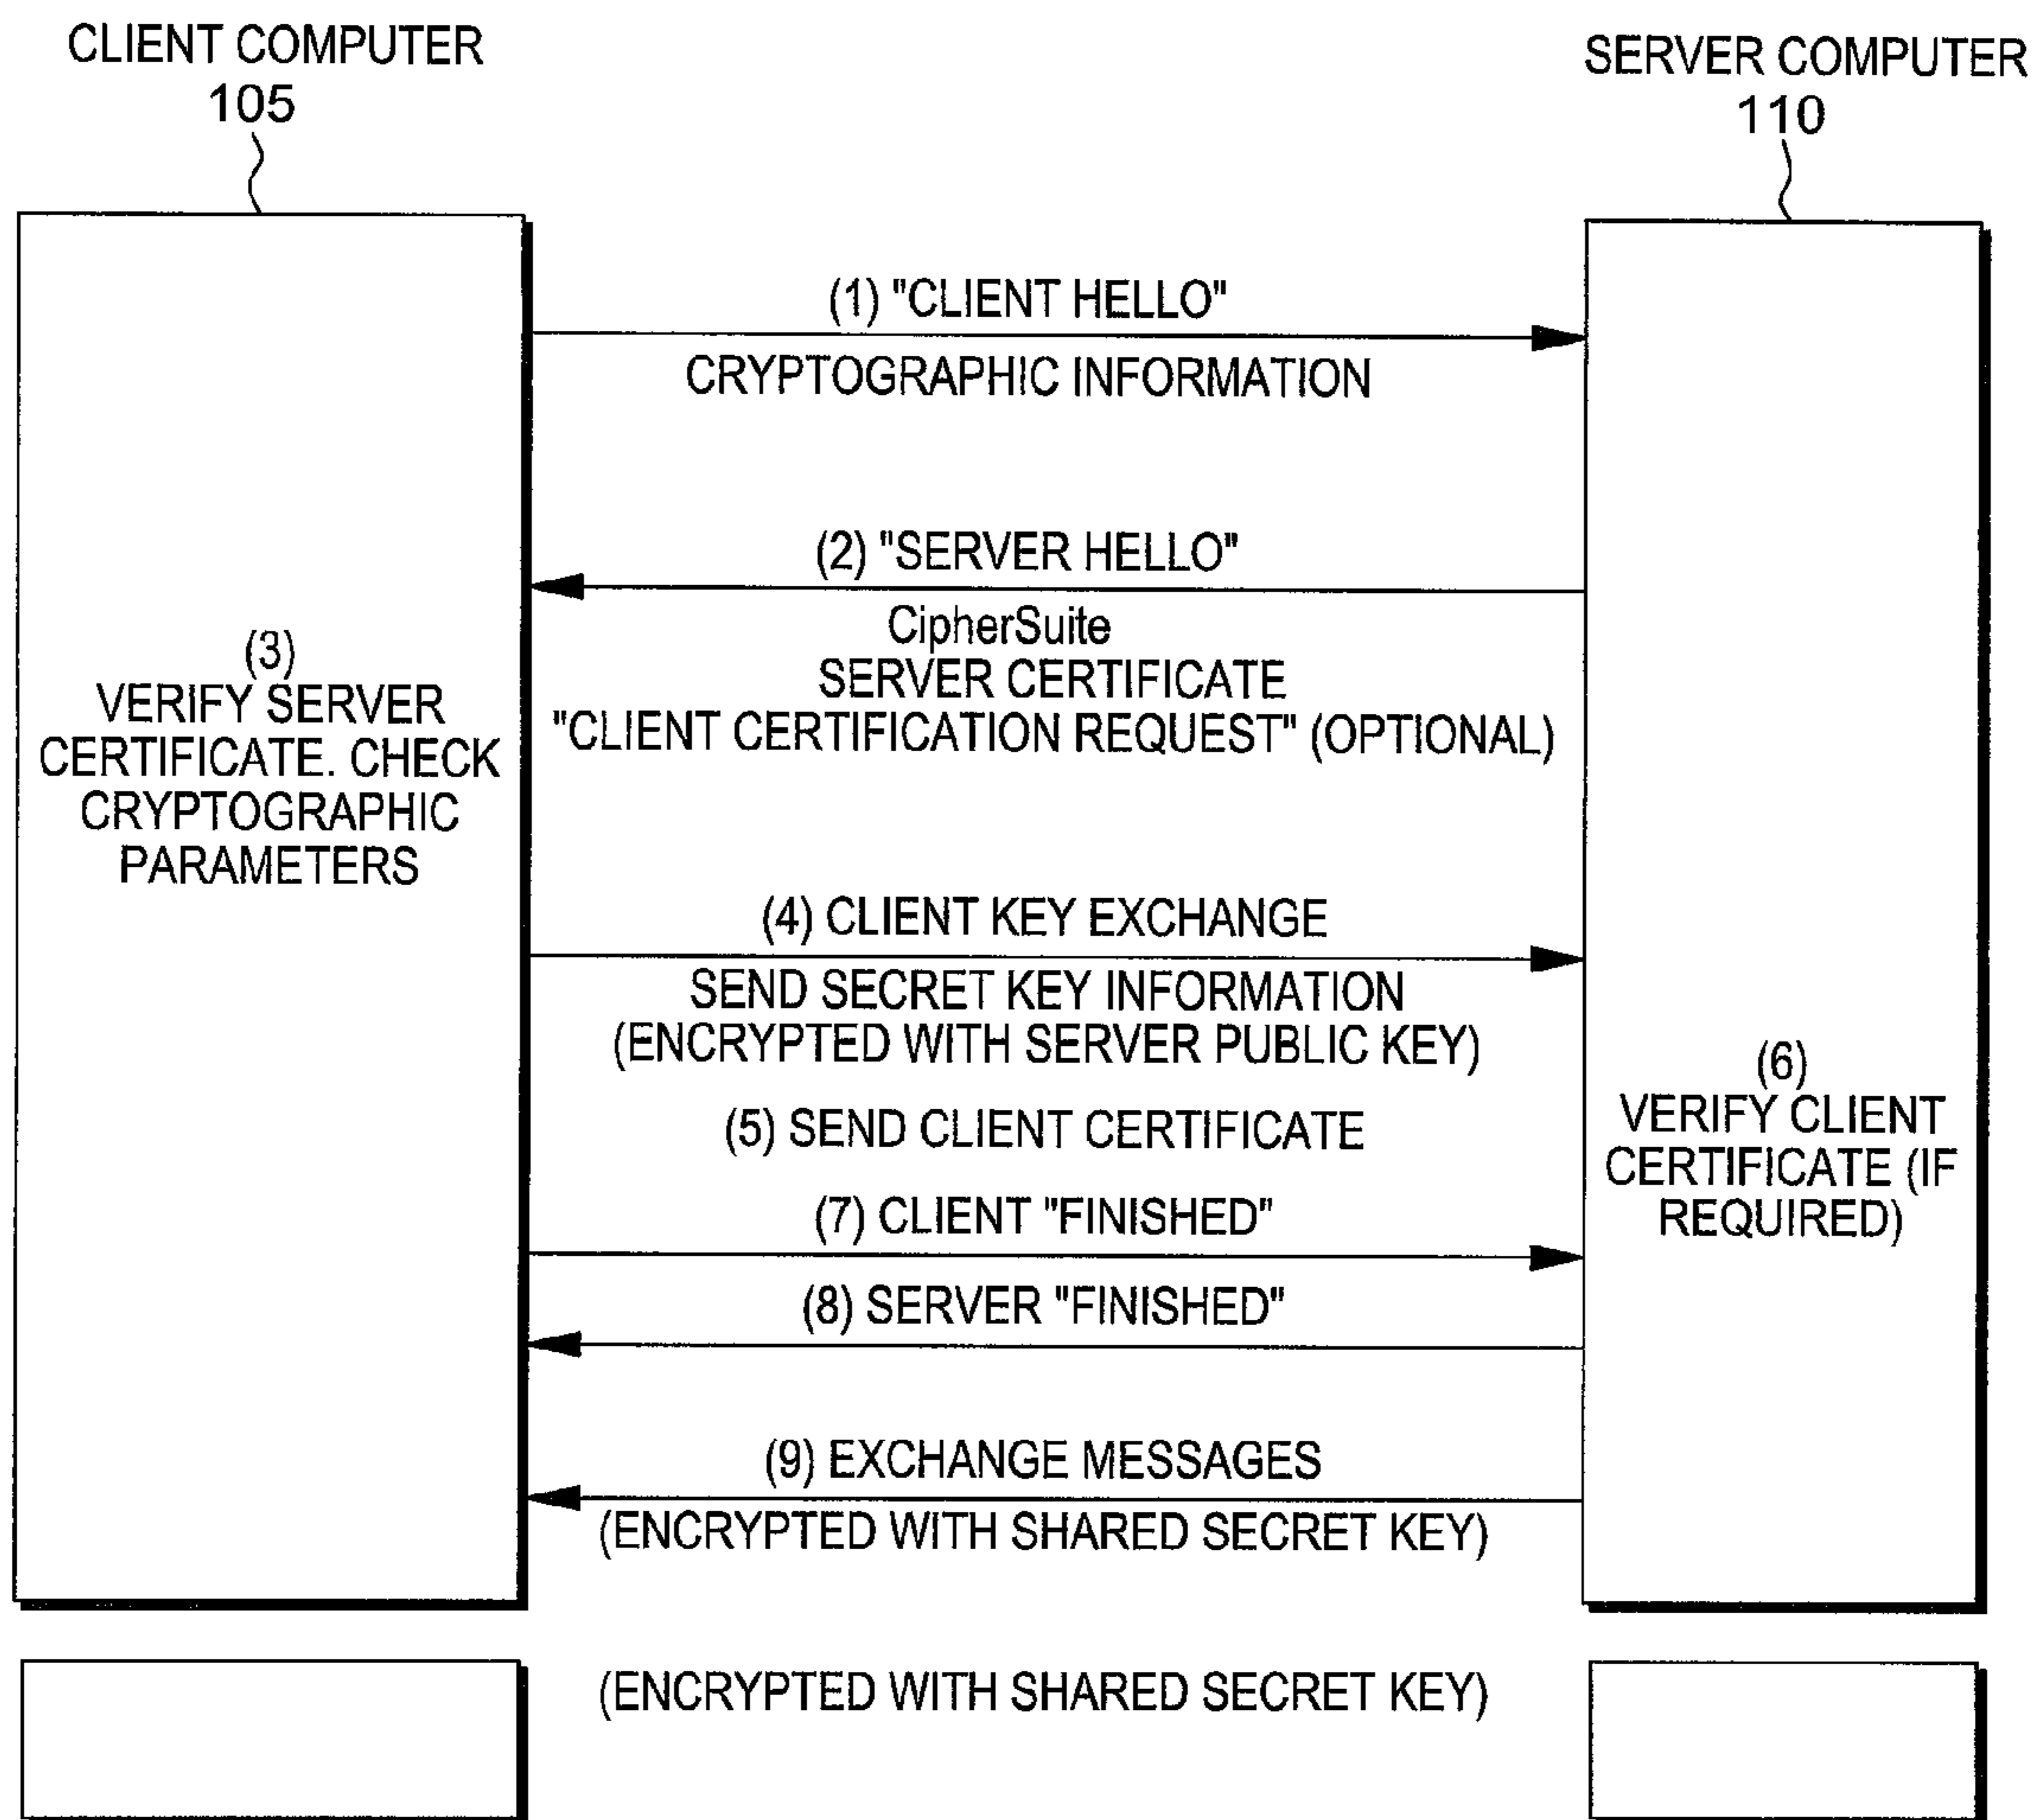 CLIENT COMPUTER
105
SERVER COMPUTER
110
(1) "CLIENT HELLO"
CRYPTOGRAPHIC INFORMATION
(2) "SERVER HELLO"
CipherSuite
SERVER CERTIFICATE
"CLIENT CERTIFICATION REQUEST" (OPTIONAL)
(3)
VERIFY SERVER
CERTIFICATE. CHECK
CRYPTOGRAPHIC
PARAMETERS
(4) CLIENT KEY EXCHANGE
SEND SECRET KEY INFORMATION
(ENCRYPTED WITH SERVER PUBLIC KEY)
(5) SEND CLIENT CERTIFICATE
(6)
VERIFY CLIENT
CERTIFICATE (IF
REQUIRED)
(7) CLIENT "FINISHED"
(8) SERVER "FINISHED"
(9) EXCHANGE MESSAGES
(ENCRYPTED WITH SHARED SECRET KEY)
(ENCRYPTED WITH SHARED SECRET KEY)